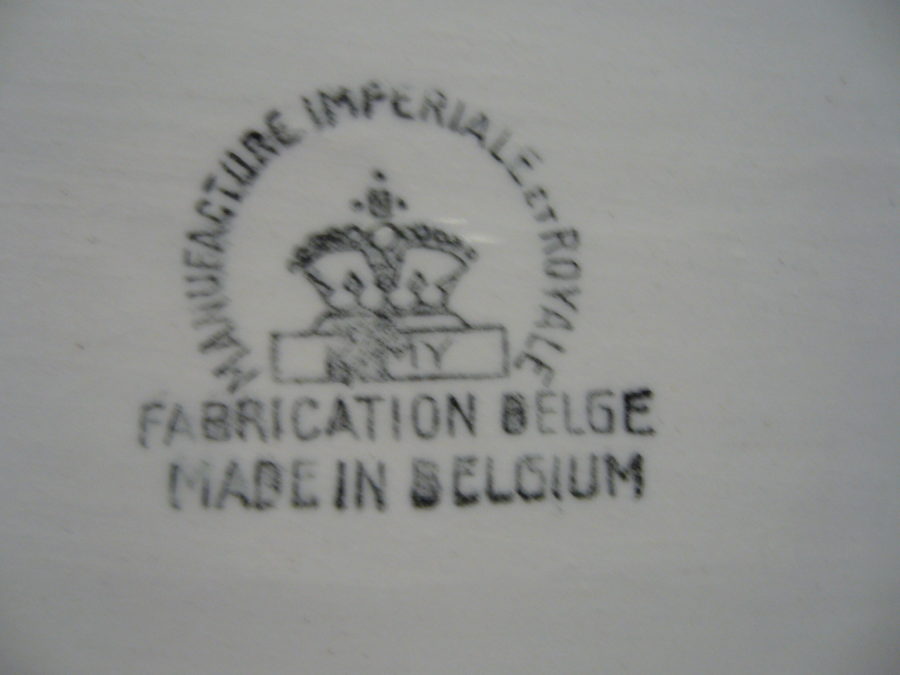 MANUFACTURE IMPERIALE ET ROYALE
FABRICATION BELGE
MADE IN BELGIUM